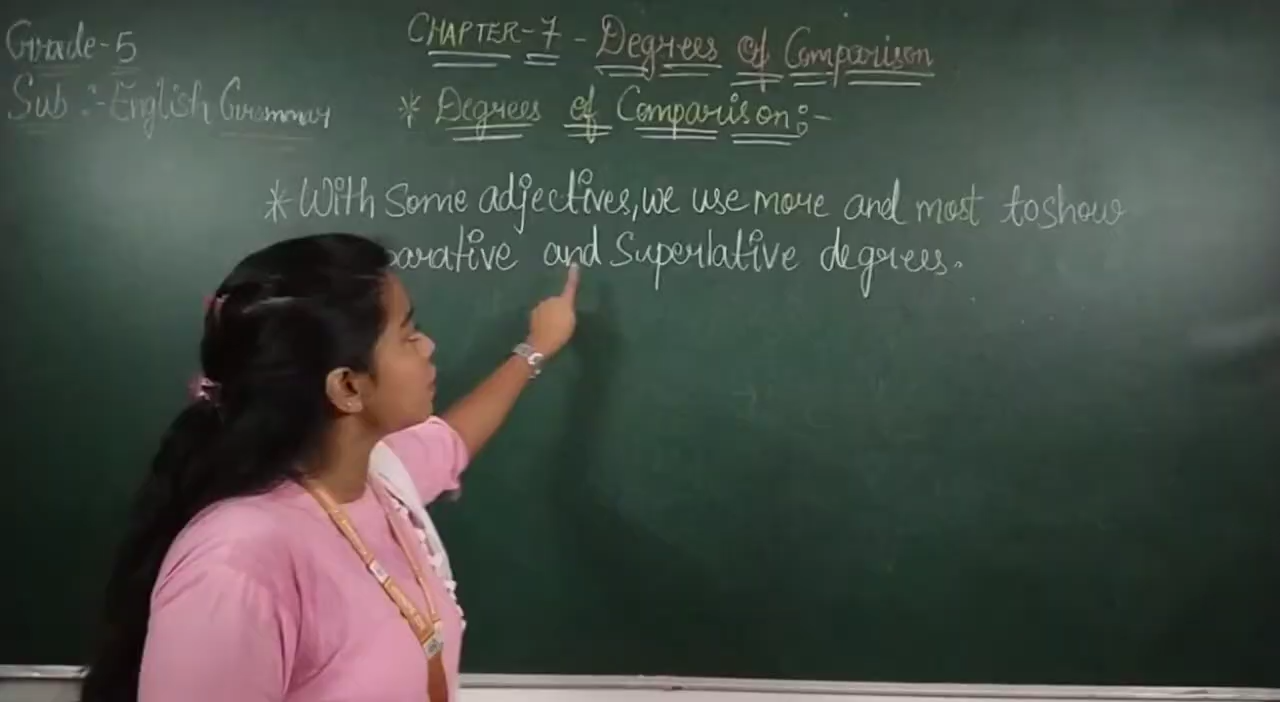 Grade-5
CHAPTER-7 - Degrees of Comparison
Sub :- English Grammar
* Degrees of Comparison:-
* With Some adjectives, we use more and most to show
parative and Superlative degrees.